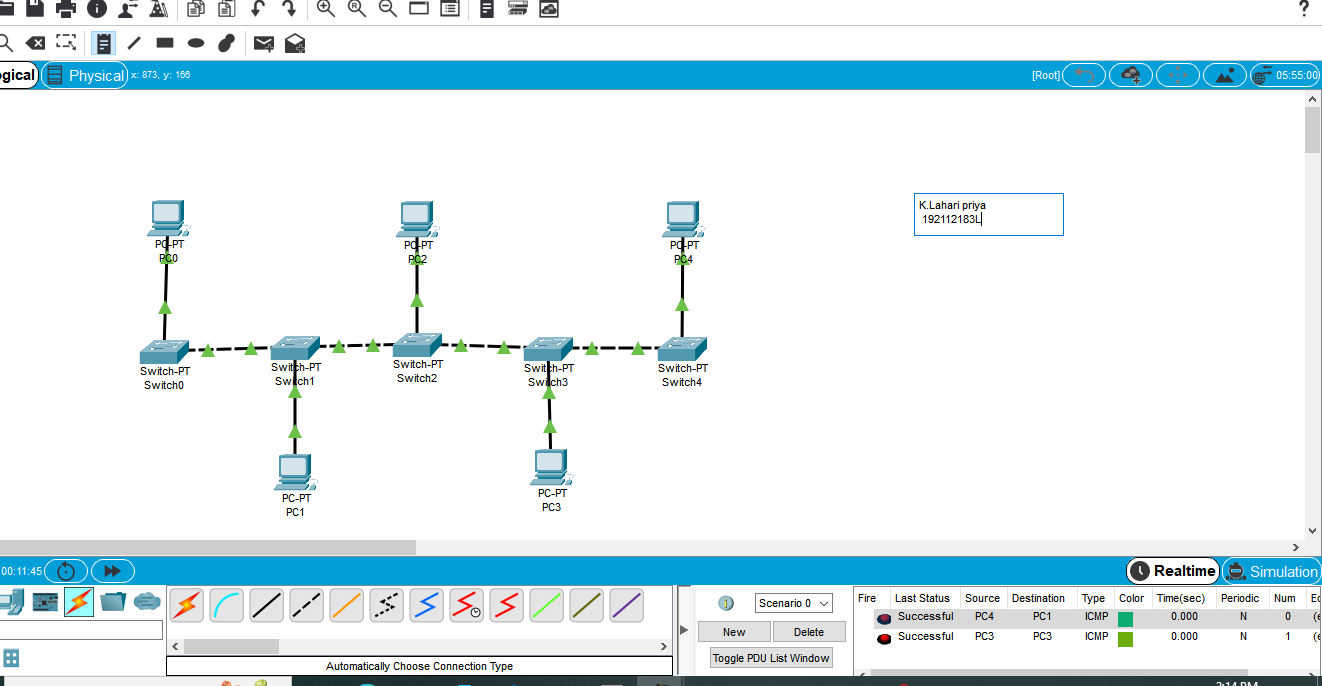 gical
Physical
x: 873, y: 166
[Root]
05:55:00
PC-PT
PC0
PC-PT
PC2
PC-PT
PC4
K.Lahari priya
192112183L
Switch-PT
Switch0
Switch-PT
Switch1
Switch-PT
Switch2
Switch-PT
Switch3
Switch-PT
Switch4
PC-PT
PC1
PC-PT
PC3
00:11:45
Realtime
Simulation
Scenario 0
New
Delete
Toggle PDU List Window
Automatically Choose Connection Type
Fire Last Status Source Destination Type Color Time(sec) Periodic Num
Successful PC4 PC1 ICMP 0.000 N 0 (e
Successful PC3 PC3 ICMP 0.000 N 1 (e